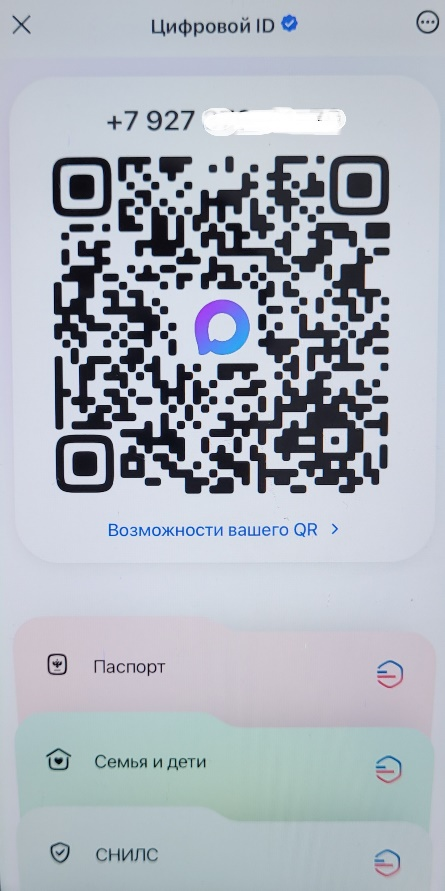 Цифровой ID
+7 927
Возможности вашего QR
Паспорт
Семья и дети
СНИЛС